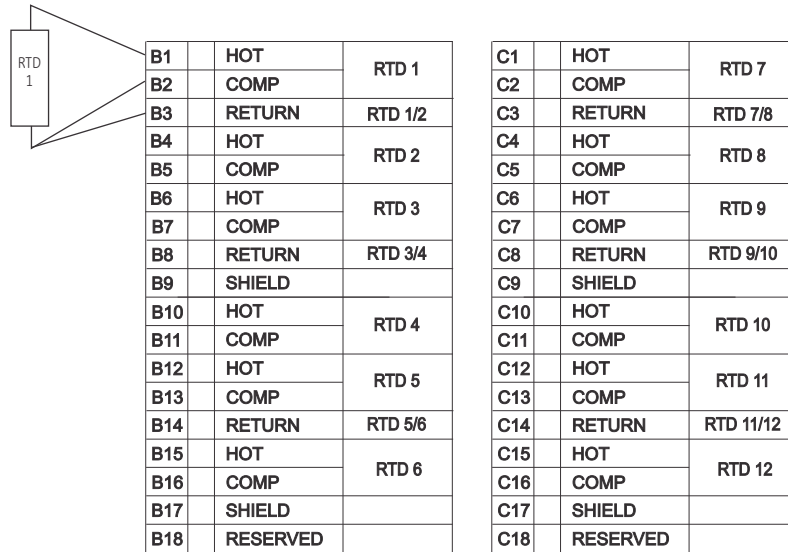 RTD
1
B1 HOT RTD 1
B2 COMP
B3 RETURN RTD 1/2
B4 HOT RTD 2
B5 COMP
B6 HOT RTD 3
B7 COMP
B8 RETURN RTD 3/4
B9 SHIELD
B10 HOT RTD 4
B11 COMP
B12 HOT RTD 5
B13 COMP
B14 RETURN RTD 5/6
B15 HOT RTD 6
B16 COMP
B17 SHIELD
B18 RESERVED
C1 HOT RTD 7
C2 COMP
C3 RETURN RTD 7/8
C4 HOT RTD 8
C5 COMP
C6 HOT RTD 9
C7 COMP
C8 RETURN RTD 9/10
C9 SHIELD
C10 HOT RTD 10
C11 COMP
C12 HOT RTD 11
C13 COMP
C14 RETURN RTD 11/12
C15 HOT RTD 12
C16 COMP
C17 SHIELD
C18 RESERVED